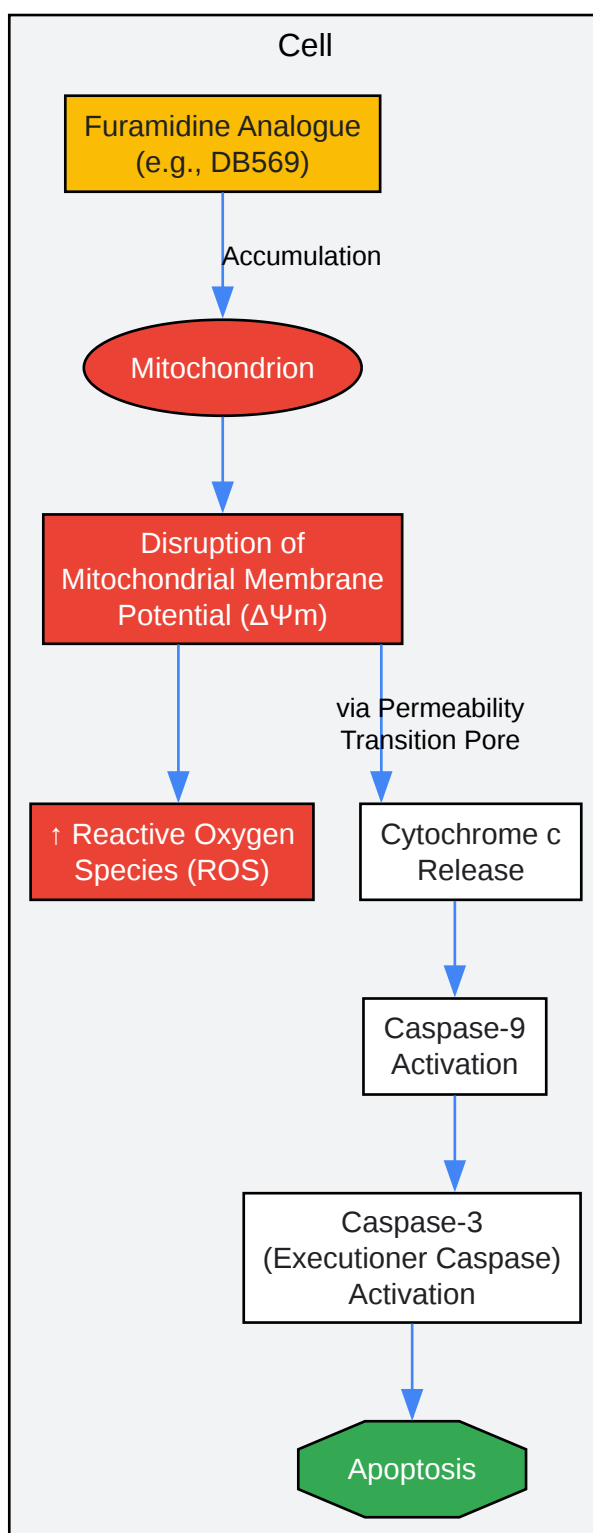 Cell
Furamidine Analogue
(e.g., DB569)
Accumulation
Mitochondrion
Disruption of
Mitochondrial Membrane
Potential (ΔΨm)
via Permeability
Transition Pore
↑ Reactive Oxygen
Species (ROS)
Cytochrome c
Release
Caspase-9
Activation
Caspase-3
(Executioner Caspase)
Activation
Apoptosis